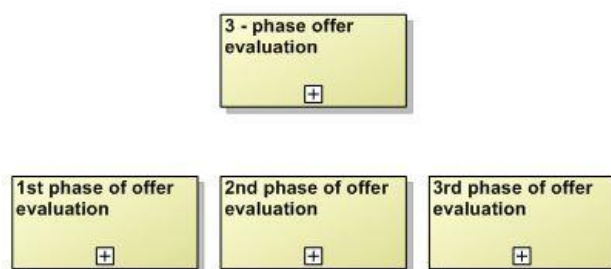 3 - phase offer
evaluation
1st phase of offer
evaluation
2nd phase of offer
evaluation
3rd phase of offer
evaluation